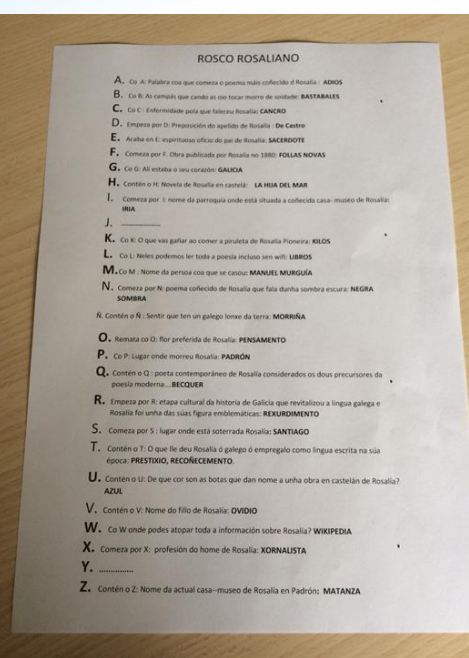 ROSCO ROSALIANO
A. Co A: Palabra coa que comeza o poema máis coñecido d Rosalía : ADIOS
B. Co B: As campás que cando as oio tocar morro de soidade: BASTABALES
C. Co C : Enfermidade pola que faleceu Rosalía: CANCRO
D. Empeza por D: Preposición do apelido de Rosalía : De Castro
E. Acaba en E: espirituoso oficio do pai de Rosalía: SACERDOTE
F. Comeza por F. Obra publicada por Rosalía no 1880: FOLLAS NOVAS
G. Co G: Alí estaba o seu corazón: GALICIA
H. Contén o H: Novela de Rosalía en castelá: LA HIJA DEL MAR
I. Comeza por I: nome da parroquia onde está situada a coñecida casa- museo de Rosalía:
IRIA
J. ..............
K. Co K: O que vas gañar ao comer a piruleta de Rosalía Pioneira: KILOS
L. Co L: Neles podemos ler toda a poesía incluso sen wifi: LIBROS
M. Co M : Nome da persoa coa que se casou: MANUEL MURGUÍA
N. Comeza por N: poema coñecido de Rosalía que fala dunha sombra escura: NEGRA
SOMBRA
Ñ. Contén o Ñ : Sentir que ten un galego lonxe da terra: MORRIÑA
O. Remata co O: flor preferida de Rosalía: PENSAMENTO
P. Co P: Lugar onde morreu Rosalía: PADRÓN
Q. Contén o Q : poeta contemporáneo de Rosalía considerados os dous precursores da
poesía moderna....BECQUER
R. Empeza por R: etapa cultural da historia de Galicia que revitalizou a lingua galega e
Rosalía foi unha das súas figura emblemáticas: REXURDIMENTO
S. Comeza por S : lugar onde está soterrada Rosalía: SANTIAGO
T. Contén o T: O que lle deu Rosalía ó galego ó empregalo como lingua escrita na súa
época: PRESTIXIO, RECOÑECEMENTO.
U. Contén o U: De que cor son as botas que dan nome a unha obra en castelán de Rosalía?
AZUL
V. Contén o V: Nome do fillo de Rosalía: OVIDIO
W. Co W onde podes atopar toda a información sobre Rosalía? WIKIPEDIA
X. Comeza por X: profesión do home de Rosalía: XORNALISTA
Y. ..............
Z. Contén o Z: Nome da actual casa--museo de Rosalía en Padrón: MATANZA